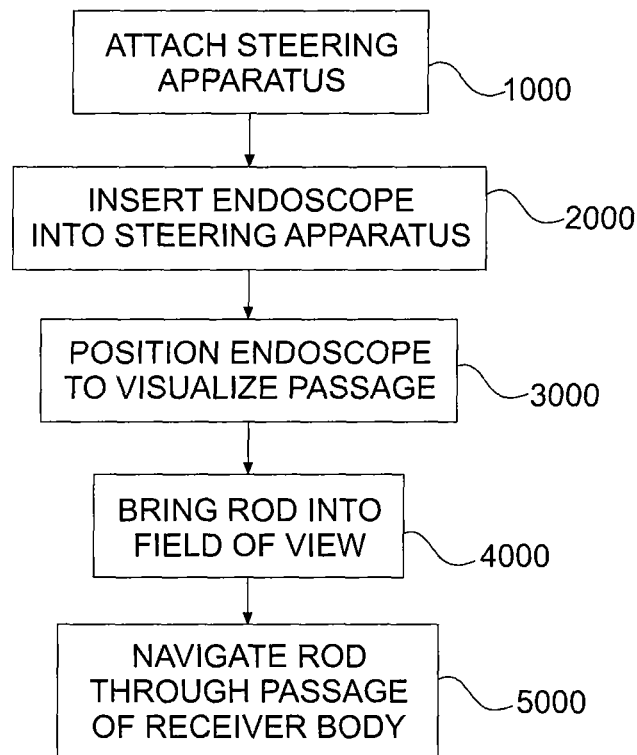 ATTACH STEERING
APPARATUS
1000
INSERT ENDOSCOPE
INTO STEERING APPARATUS
2000
POSITION ENDOSCOPE
TO VISUALIZE PASSAGE
3000
BRING ROD INTO
FIELD OF VIEW
4000
NAVIGATE ROD
THROUGH PASSAGE
OF RECEIVER BODY
5000